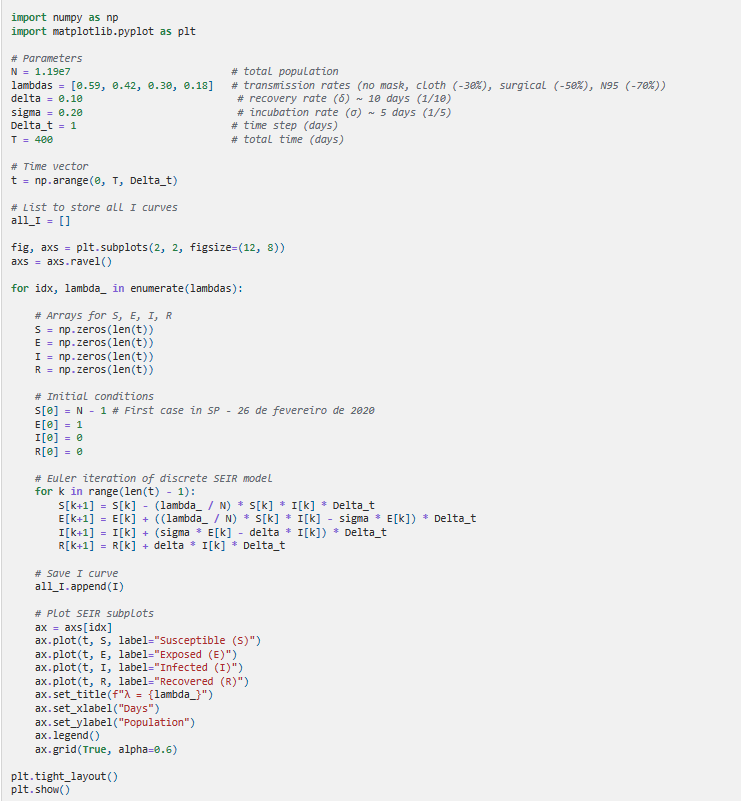 import numpy as np
import matplotlib.pyplot as plt

# Parameters
N = 1.19e7                        # total population
lambdas = [0.59, 0.42, 0.30, 0.18]   # transmission rates (no mask, cloth (-30%), surgical (-50%), N95 (-70%))
delta = 0.10                       # recovery rate (δ) ~ 10 days (1/10)
sigma = 0.20                       # incubation rate (σ) ~ 5 days (1/5)
Delta_t = 1                       # time step (days)
T = 400                           # total time (days)

# Time vector
t = np.arange(0, T, Delta_t)

# List to store all I curves
all_I = []

fig, axs = plt.subplots(2, 2, figsize=(12, 8))
axs = axs.ravel()

for idx, lambda_ in enumerate(lambdas):

    # Arrays for S, E, I, R
    S = np.zeros(len(t))
    E = np.zeros(len(t))
    I = np.zeros(len(t))
    R = np.zeros(len(t))

    # Initial conditions
    S[0] = N - 1 # First case in SP - 26 de fevereiro de 2020
    E[0] = 1
    I[0] = 0
    R[0] = 0

    # Euler iteration of discrete SEIR model
    for k in range(len(t) - 1):
        S[k+1] = S[k] - (lambda_ / N) * S[k] * I[k] * Delta_t
        E[k+1] = E[k] + ((lambda_ / N) * S[k] * I[k] - sigma * E[k]) * Delta_t
        I[k+1] = I[k] + (sigma * E[k] - delta * I[k]) * Delta_t
        R[k+1] = R[k] + delta * I[k] * Delta_t

    # Save I curve
    all_I.append(I)

    # Plot SEIR subplots
    ax = axs[idx]
    ax.plot(t, S, label="Susceptible (S)")
    ax.plot(t, E, label="Exposed (E)")
    ax.plot(t, I, label="Infected (I)")
    ax.plot(t, R, label="Recovered (R)")
    ax.set_title(f"λ = {lambda_}")
    ax.set_xlabel("Days")
    ax.set_ylabel("Population")
    ax.legend()
    ax.grid(True, alpha=0.6)

plt.tight_layout()
plt.show()